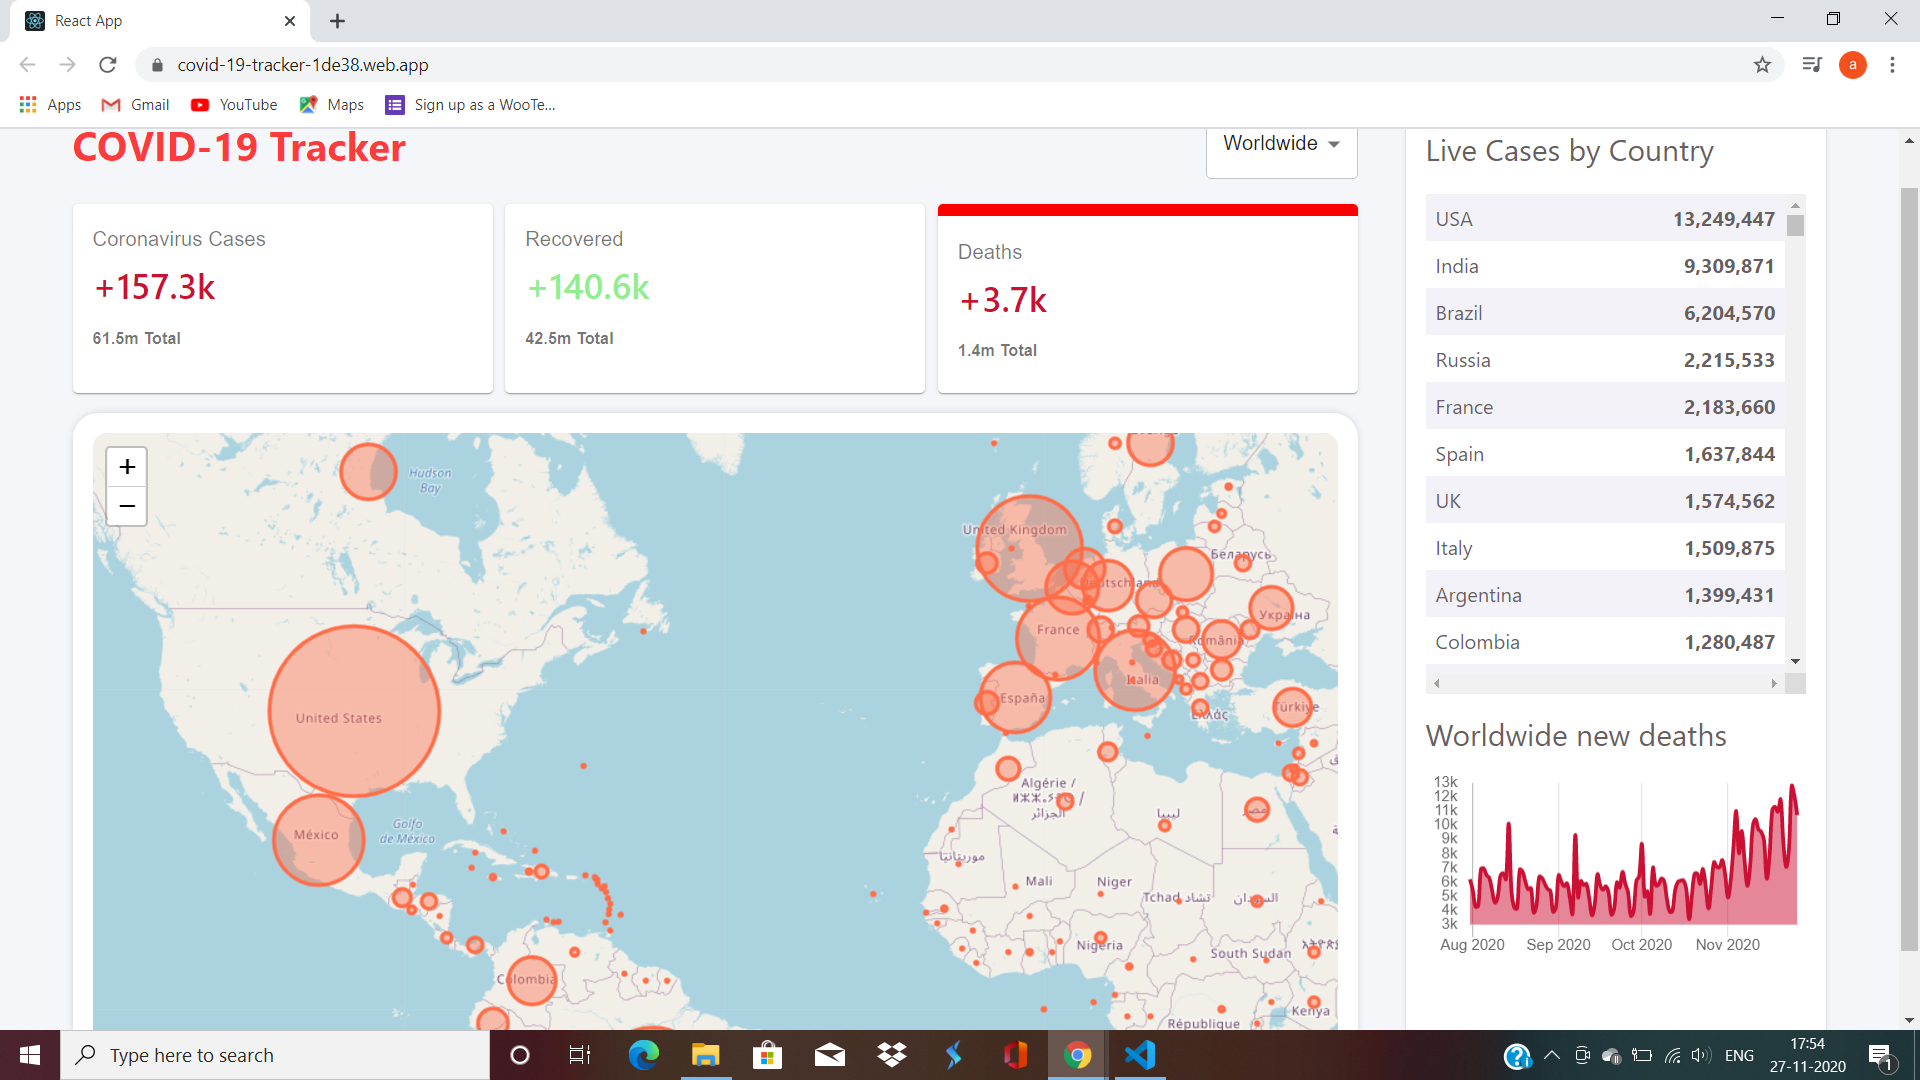 React App
covid-19-tracker-1de38.web.app
a
Apps
Gmail
YouTube
Maps
Sign up as a WooTe...
COVID-19 Tracker
Worldwide
Coronavirus Cases
+157.3k
61.5m Total
Recovered
+140.6k
42.5m Total
Deaths
+3.7k
1.4m Total
+
−
Hudson
Bay
United Kingdom
Беларусь
Deutschland
Україна
France
România
Italia
España
Ελλάς
Türkiye
United States
México
Golfo
de México
Algérie /
الجزائر
ليبيا
مصر
موريتانيا
Mali
Niger
Tchad تشاد
السودان
Nigeria
South Sudan
Colombia
Kenya
République
Live Cases by Country
USA 13,249,447
India 9,309,871
Brazil 6,204,570
Russia 2,215,533
France 2,183,660
Spain 1,637,844
UK 1,574,562
Italy 1,509,875
Argentina 1,399,431
Colombia 1,280,487
Worldwide new deaths
13k
12k
11k
10k
9k
8k
7k
6k
5k
4k
3k
Aug 2020 Sep 2020 Oct 2020 Nov 2020
Type here to search
ENG
17:54
27-11-2020
1